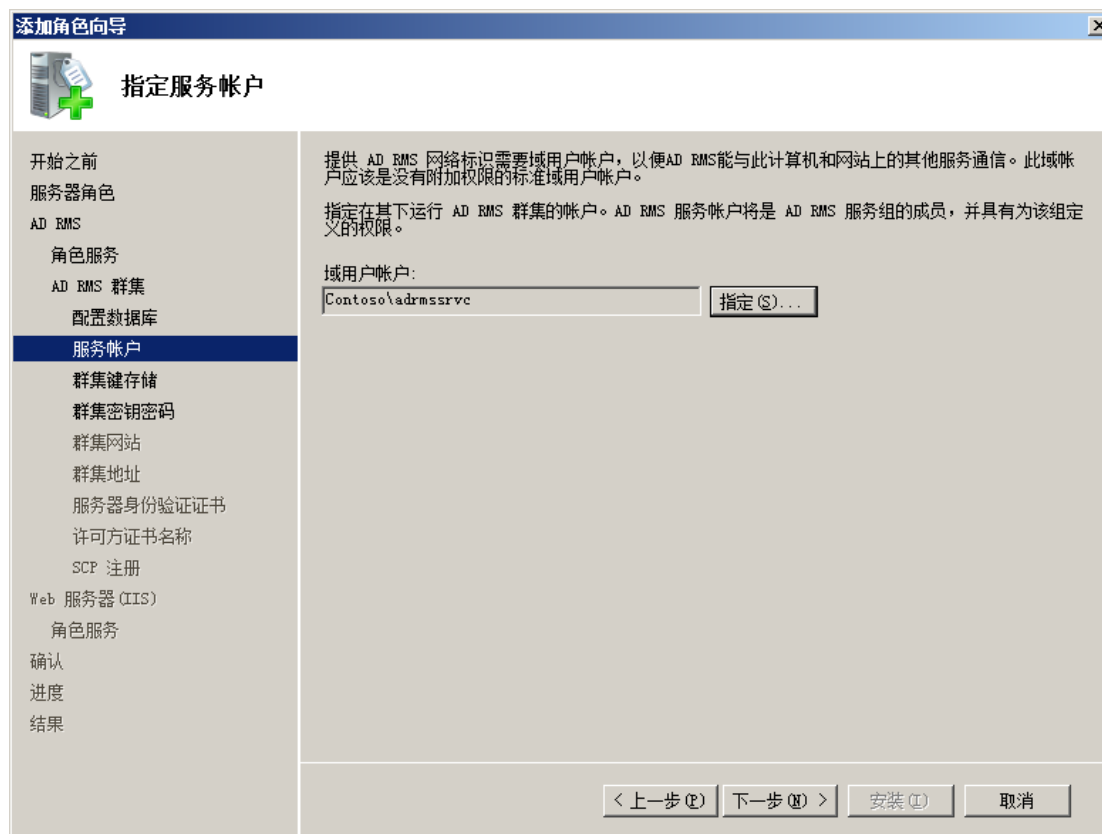 添加角色向导
指定服务帐户
开始之前
服务器角色
AD RMS
角色服务
AD RMS 群集
配置数据库
服务帐户
群集键存储
群集密钥密码
群集网站
群集地址
服务器身份验证证书
许可方证书名称
SCP 注册
Web 服务器(IIS)
角色服务
确认
进度
结果
提供 AD RMS 网络标识需要域用户帐户，以便AD RMS能与此计算机和网站上的其他服务通信。此域帐
户应该是没有附加权限的标准域用户帐户。
指定在其下运行 AD RMS 群集的帐户。AD RMS 服务帐户将是 AD RMS 服务组的成员，并具有为该组定
义的权限。
域用户帐户:
Contoso\adrmssrvc
指定(S)...
< 上一步(P)
下一步(N) >
安装(I)
取消